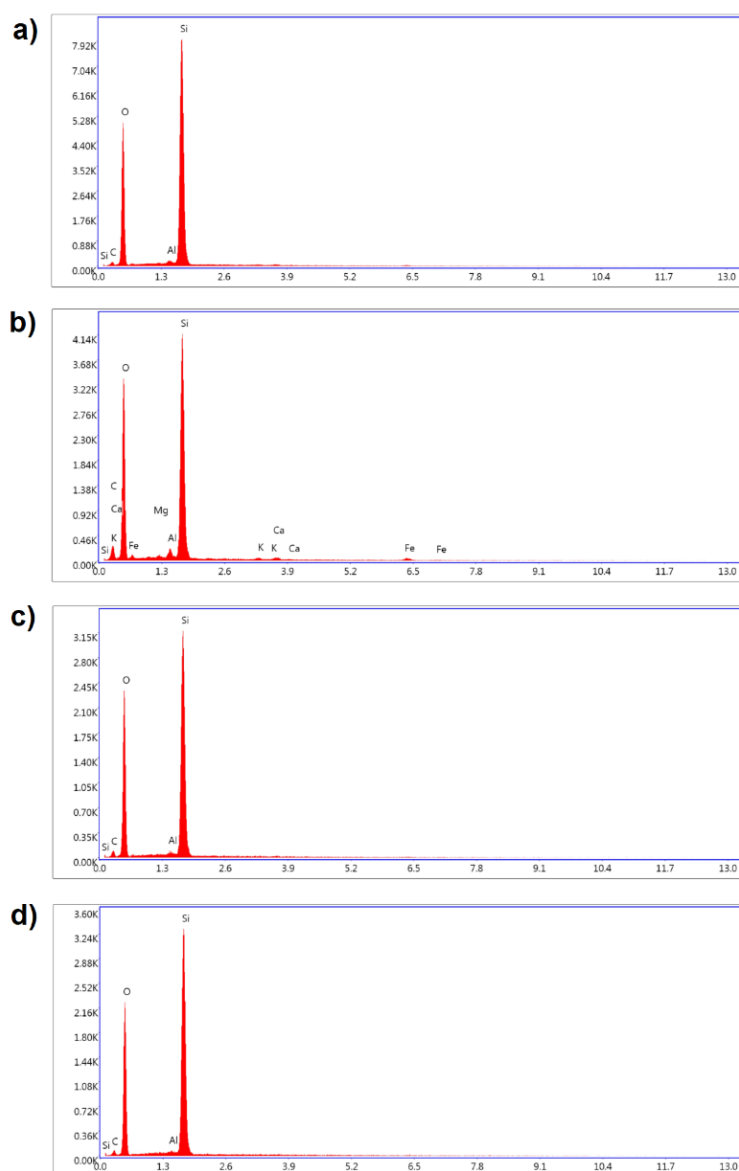 a)
Si
7.92K
7.04K
6.16K
O
5.28K
4.40K
3.52K
2.64K
1.76K
0.88K
Si C Al
0.00K
0.0 1.3 2.6 3.9 5.2 6.5 7.8 9.1 10.4 11.7 13.0
b)
Si
4.14K
3.68K
O
3.22K
2.76K
2.30K
1.84K
C
1.38K
Ca Mg
0.92K
Ca
K Al
0.46K
Si Fe K K Ca Fe Fe
0.00K
0.0 1.3 2.6 3.9 5.2 6.5 7.8 9.1 10.4 11.7 13.0
c)
Si
3.15K
2.80K
O
2.45K
2.10K
1.75K
1.40K
1.05K
0.70K
0.35K
Si C Al
0.00K
0.0 1.3 2.6 3.9 5.2 6.5 7.8 9.1 10.4 11.7 13.0
d)
3.60K
Si
3.24K
2.88K
O
2.52K
2.16K
1.80K
1.44K
1.08K
0.72K
0.36K
Si C Al
0.00K
0.0 1.3 2.6 3.9 5.2 6.5 7.8 9.1 10.4 11.7 13.0